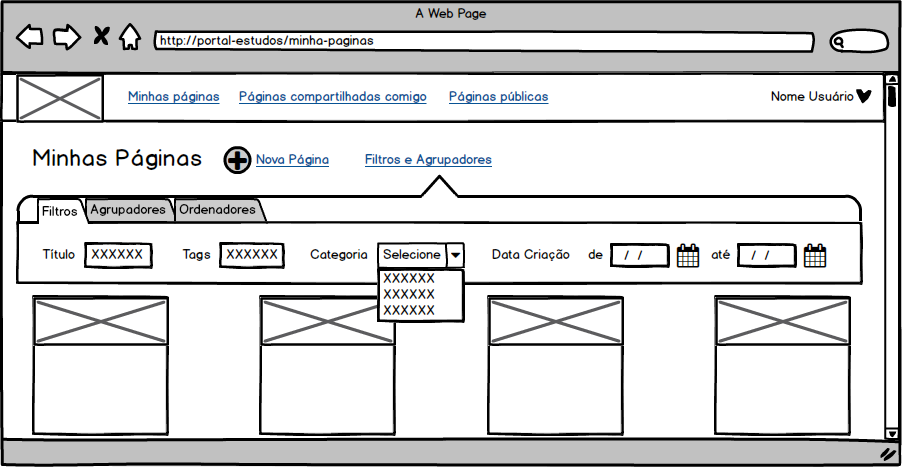 A Web Page
http://portal-estudos/minha-paginas
Minhas páginas Páginas compartilhadas comigo Páginas públicas Nome Usuário
Minhas Páginas Nova Página Filtros e Agrupadores
Filtros Agrupadores Ordenadores
Título XXXXXX Tags XXXXXX Categoria Selecione Data Criação de / / até / /
XXXXXX
XXXXXX
XXXXXX